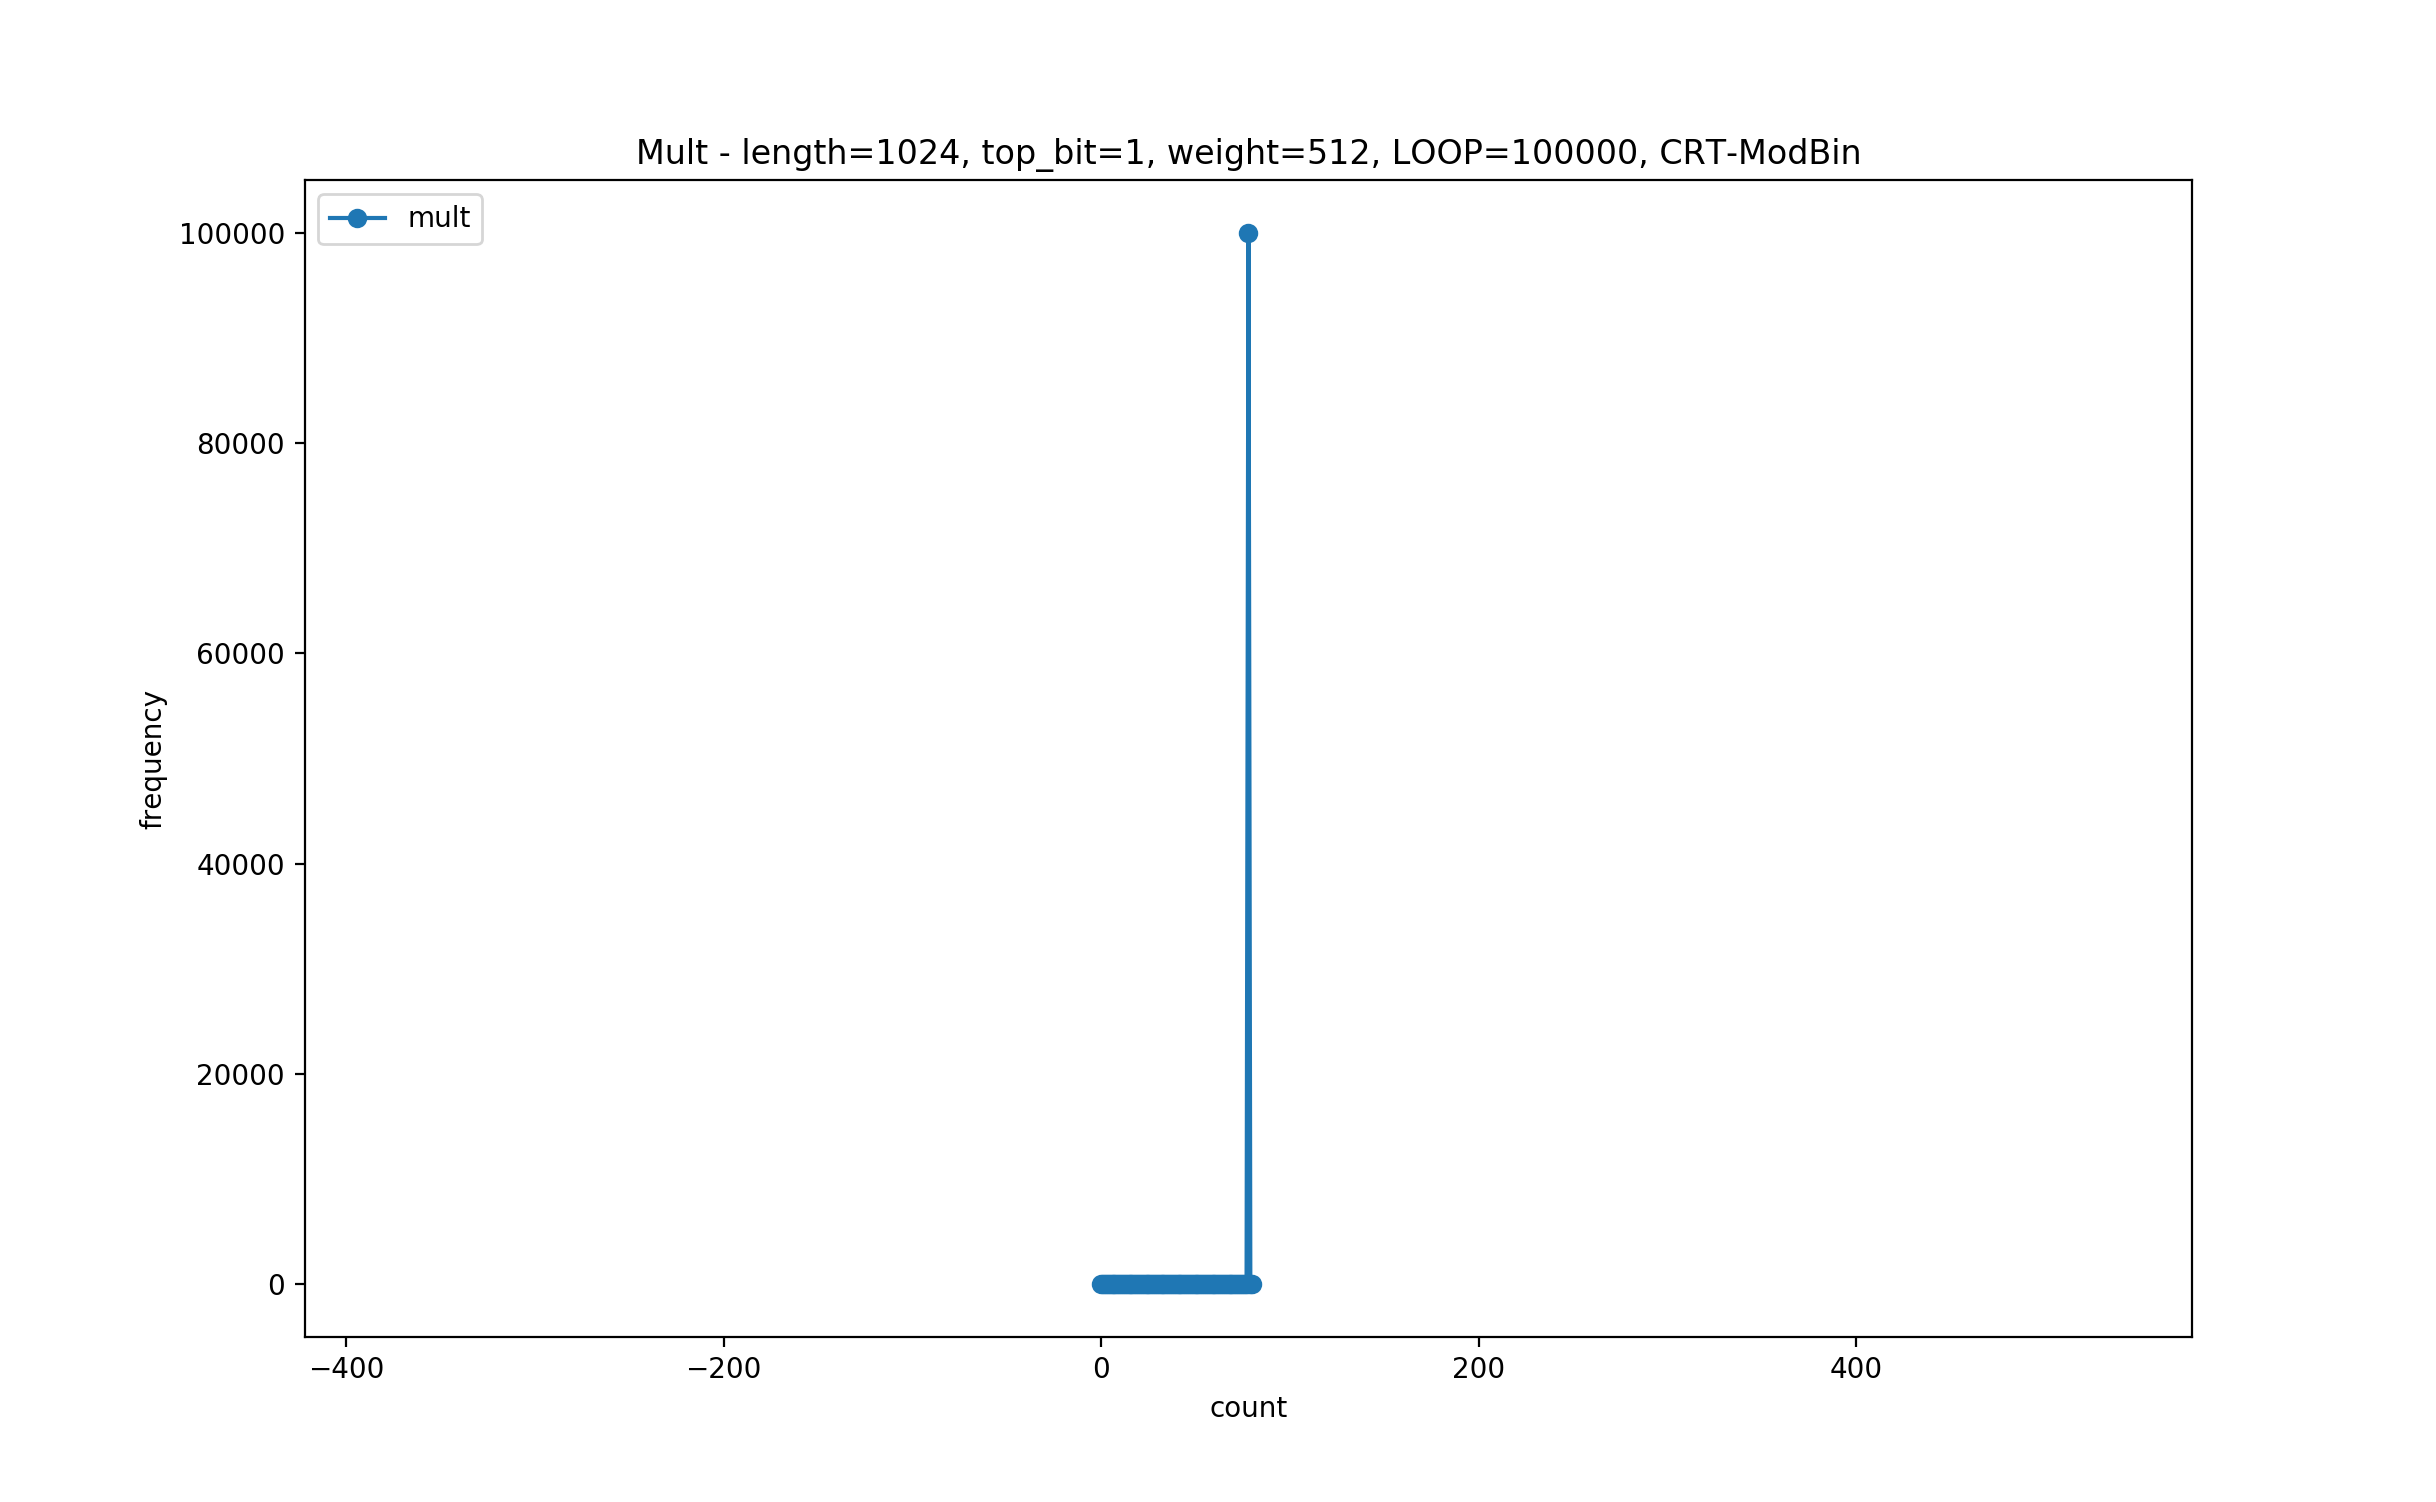 Mult - length=1024, top_bit=1, weight=512, LOOP=100000, CRT-ModBin
mult
100000
80000
60000
40000
20000
0
frequency
−400
−200
0
200
400
count